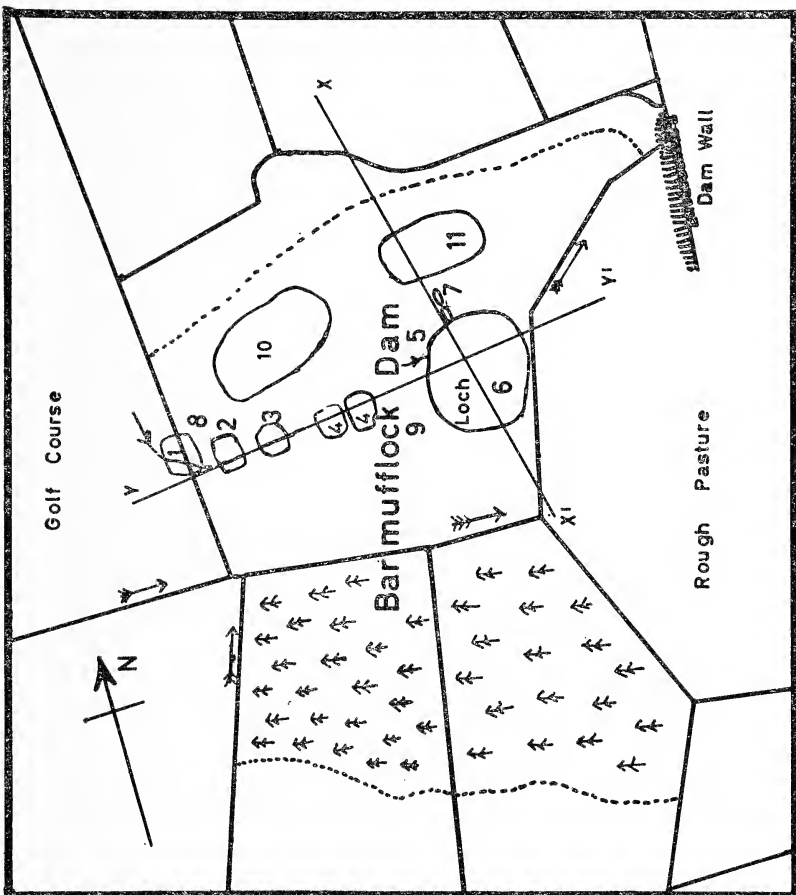 Golf Course
N
Y
1
8
2
3
4
4
10
X
11
Barmufflock Dam
9
5
7
Loch
6
Y1
X1
Dam Wall
Rough Pasture